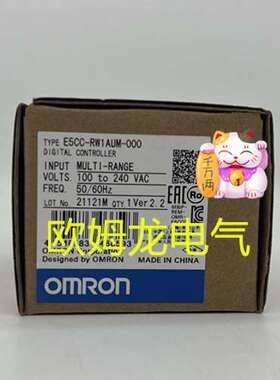 TYPE E5CC-RW1AUM-000
DIGITAL CONTROLLER
INPUT MULTI-RANGE
VOLTS. 100 to 240 VAC
FREQ. 50/60Hz
LOT No. 21121M QTY. 1 Ver 2.2
千万两
EAC
欧姆龙电气
Designed by OMRON
IN CHINA
OMRON